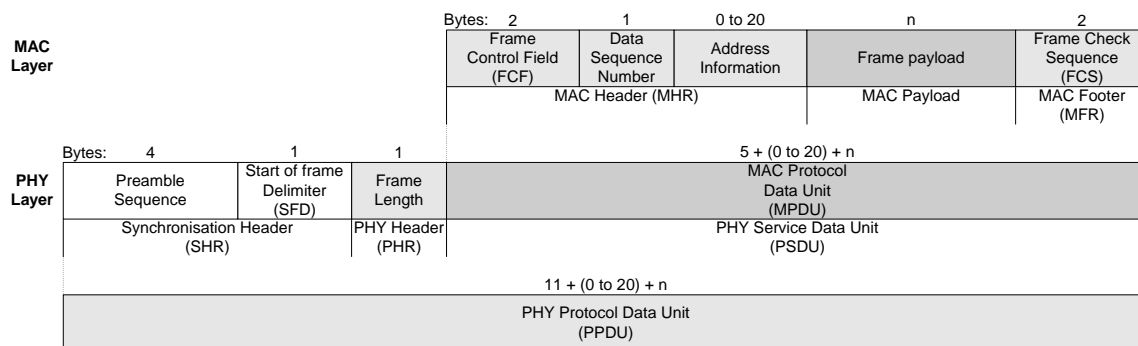 Bytes: 2 1 0 to 20 n 2
MAC
Layer
Frame
Control Field
(FCF)
Data
Sequence
Number
Address
Information
Frame payload
Frame Check
Sequence
(FCS)
MAC Header (MHR)
MAC Payload
MAC Footer
(MFR)
Bytes: 4 1 1 5 + (0 to 20) + n
PHY
Layer
Preamble
Sequence
Start of frame
Delimiter
(SFD)
Frame
Length
MAC Protocol
Data Unit
(MPDU)
Synchronisation Header
(SHR)
PHY Header
(PHR)
PHY Service Data Unit
(PSDU)
11 + (0 to 20) + n
PHY Protocol Data Unit
(PPDU)